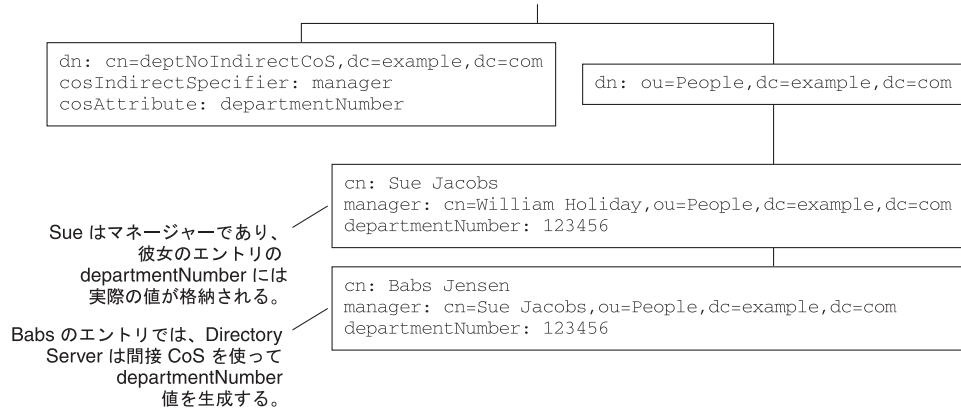 dn: cn=deptNoIndirectCoS,dc=example,dc=com
cosIndirectSpecifier: manager
cosAttribute: departmentNumber
dn: ou=People,dc=example,dc=com
cn: Sue Jacobs
manager: cn=William Holiday,ou=People,dc=example,dc=com
departmentNumber: 123456
Sue はマネージャーであり、
彼女のエントリの
departmentNumber には
実際の値が格納される。
cn: Babs Jensen
manager: cn=Sue Jacobs,ou=People,dc=example,dc=com
departmentNumber: 123456
Babs のエントリでは、Directory
Server は間接 CoS を使って
departmentNumber
値を生成する。